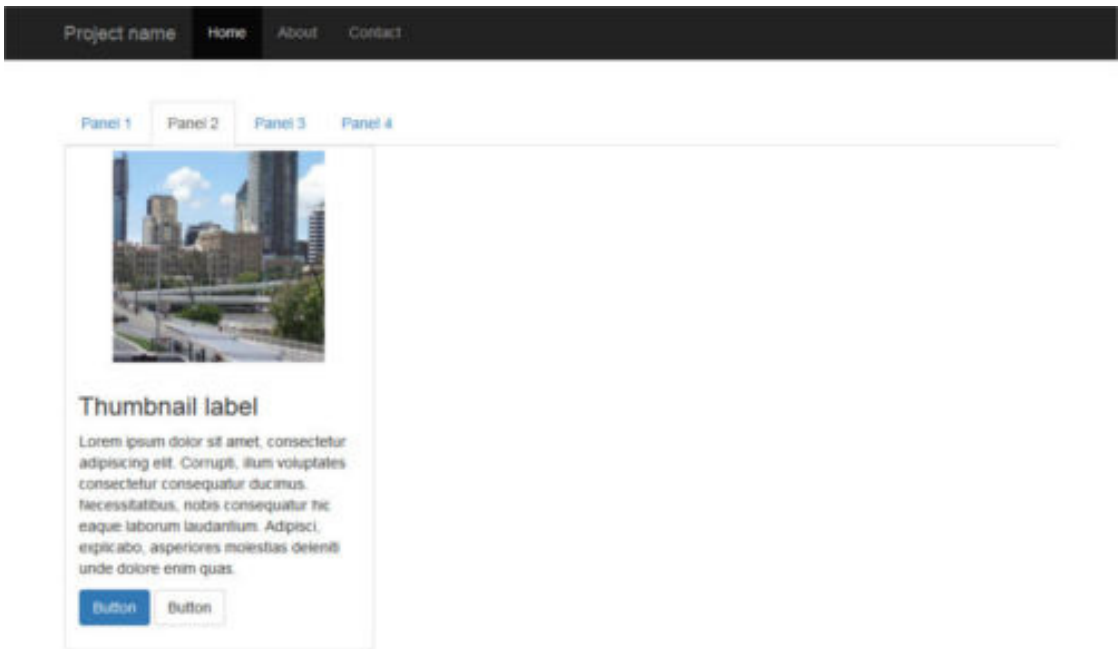 Project name Home About Contact
Panel 1 Panel 2 Panel 3 Panel 4
Thumbnail label
Lorem ipsum dolor sit amet, consectetur
adipisicing elit. Corrupti, illum voluptates
consectetur consequatur ducimus.
Necessitatibus, nobis consequatur hic
eaque laborum laudantium. Adipisci,
explicabo, asperiores molestias deleniti
unde dolore enim quas.
Button Button